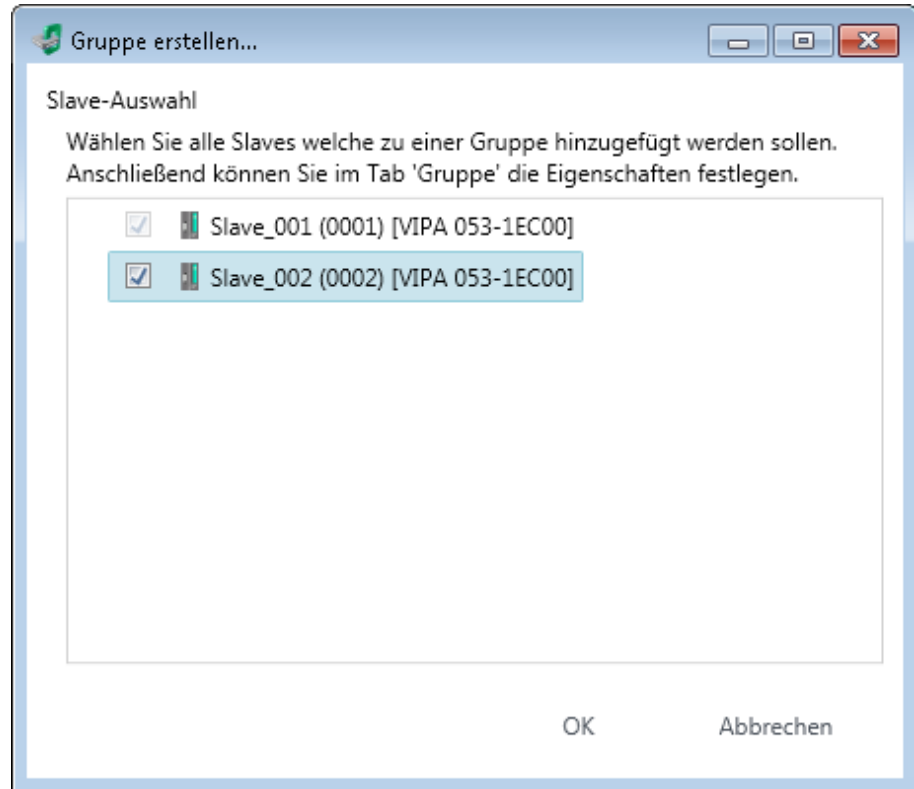 Gruppe erstellen...
Slave-Auswahl
Wählen Sie alle Slaves welche zu einer Gruppe hinzugefügt werden sollen.
Anschließend können Sie im Tab 'Gruppe' die Eigenschaften festlegen.
Slave_001 (0001) [VIPA 053-1EC00]
Slave_002 (0002) [VIPA 053-1EC00]
OK Abbrechen